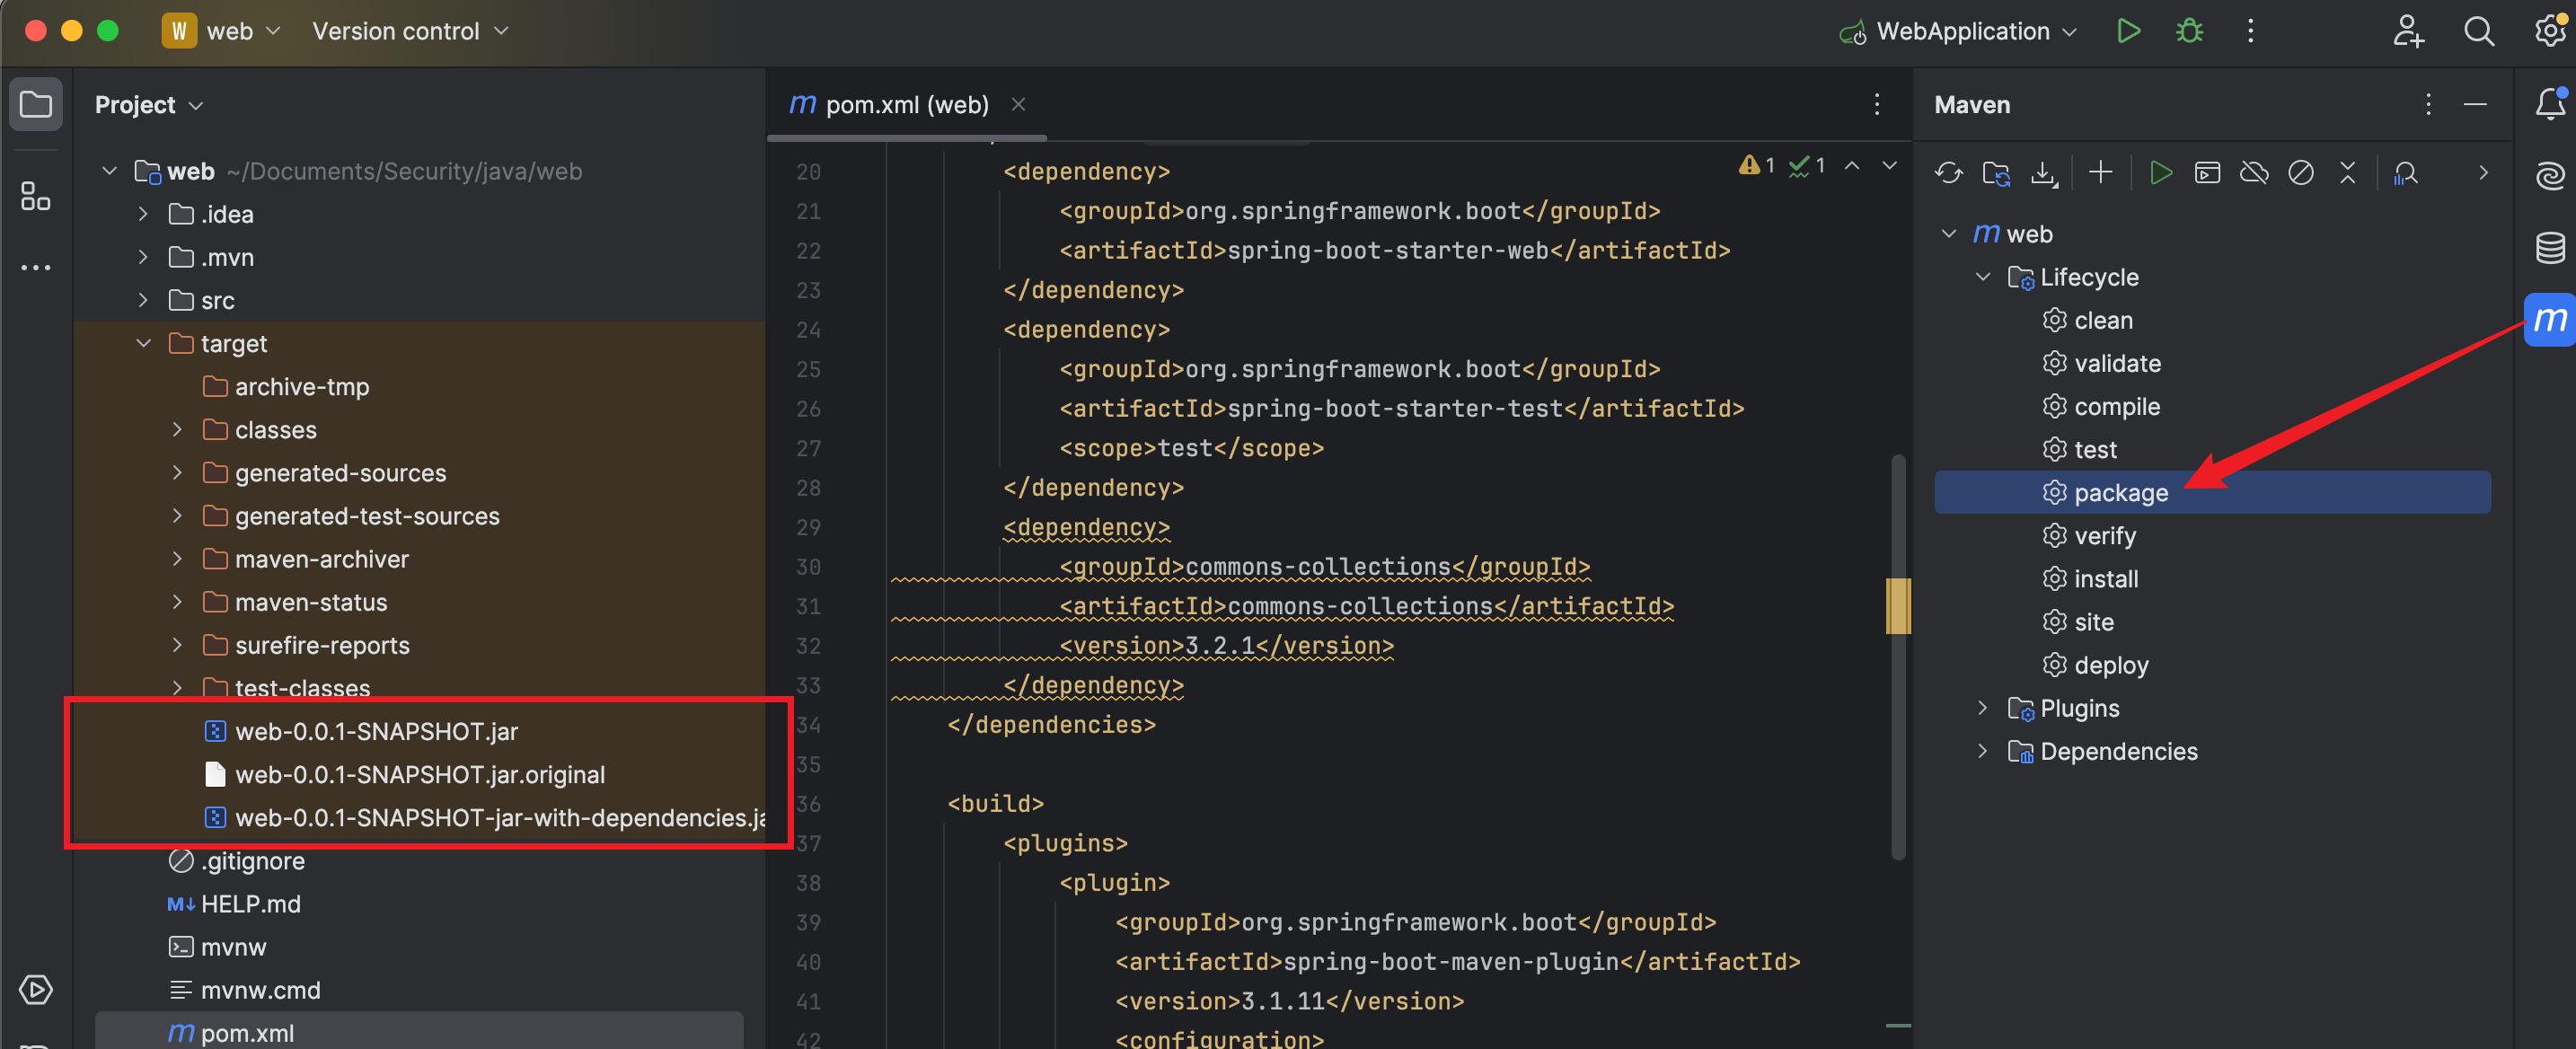 W web Version control WebApplication
Project
web ~/Documents/Security/java/web
.idea
.mvn
src
target
archive-tmp
classes
generated-sources
generated-test-sources
maven-archiver
maven-status
surefire-reports
test-classes
web-0.0.1-SNAPSHOT.jar
web-0.0.1-SNAPSHOT.jar.original
web-0.0.1-SNAPSHOT-jar-with-dependencies.ja
.gitignore
M↓ HELP.md
mvnw
mvnw.cmd
m pom.xml
m pom.xml (web)
1 1
20 <dependency>
21 <groupId>org.springframework.boot</groupId>
22 <artifactId>spring-boot-starter-web</artifactId>
23 </dependency>
24 <dependency>
25 <groupId>org.springframework.boot</groupId>
26 <artifactId>spring-boot-starter-test</artifactId>
27 <scope>test</scope>
28 </dependency>
29 <dependency>
30 <groupId>commons-collections</groupId>
31 <artifactId>commons-collections</artifactId>
32 <version>3.2.1</version>
33 </dependency>
34 </dependencies>
35
36 <build>
37 <plugins>
38 <plugin>
39 <groupId>org.springframework.boot</groupId>
40 <artifactId>spring-boot-maven-plugin</artifactId>
41 <version>3.1.11</version>
42 <configuration>
Maven
m web
Lifecycle
clean
validate
compile
test
package
verify
install
site
deploy
Plugins
Dependencies
m